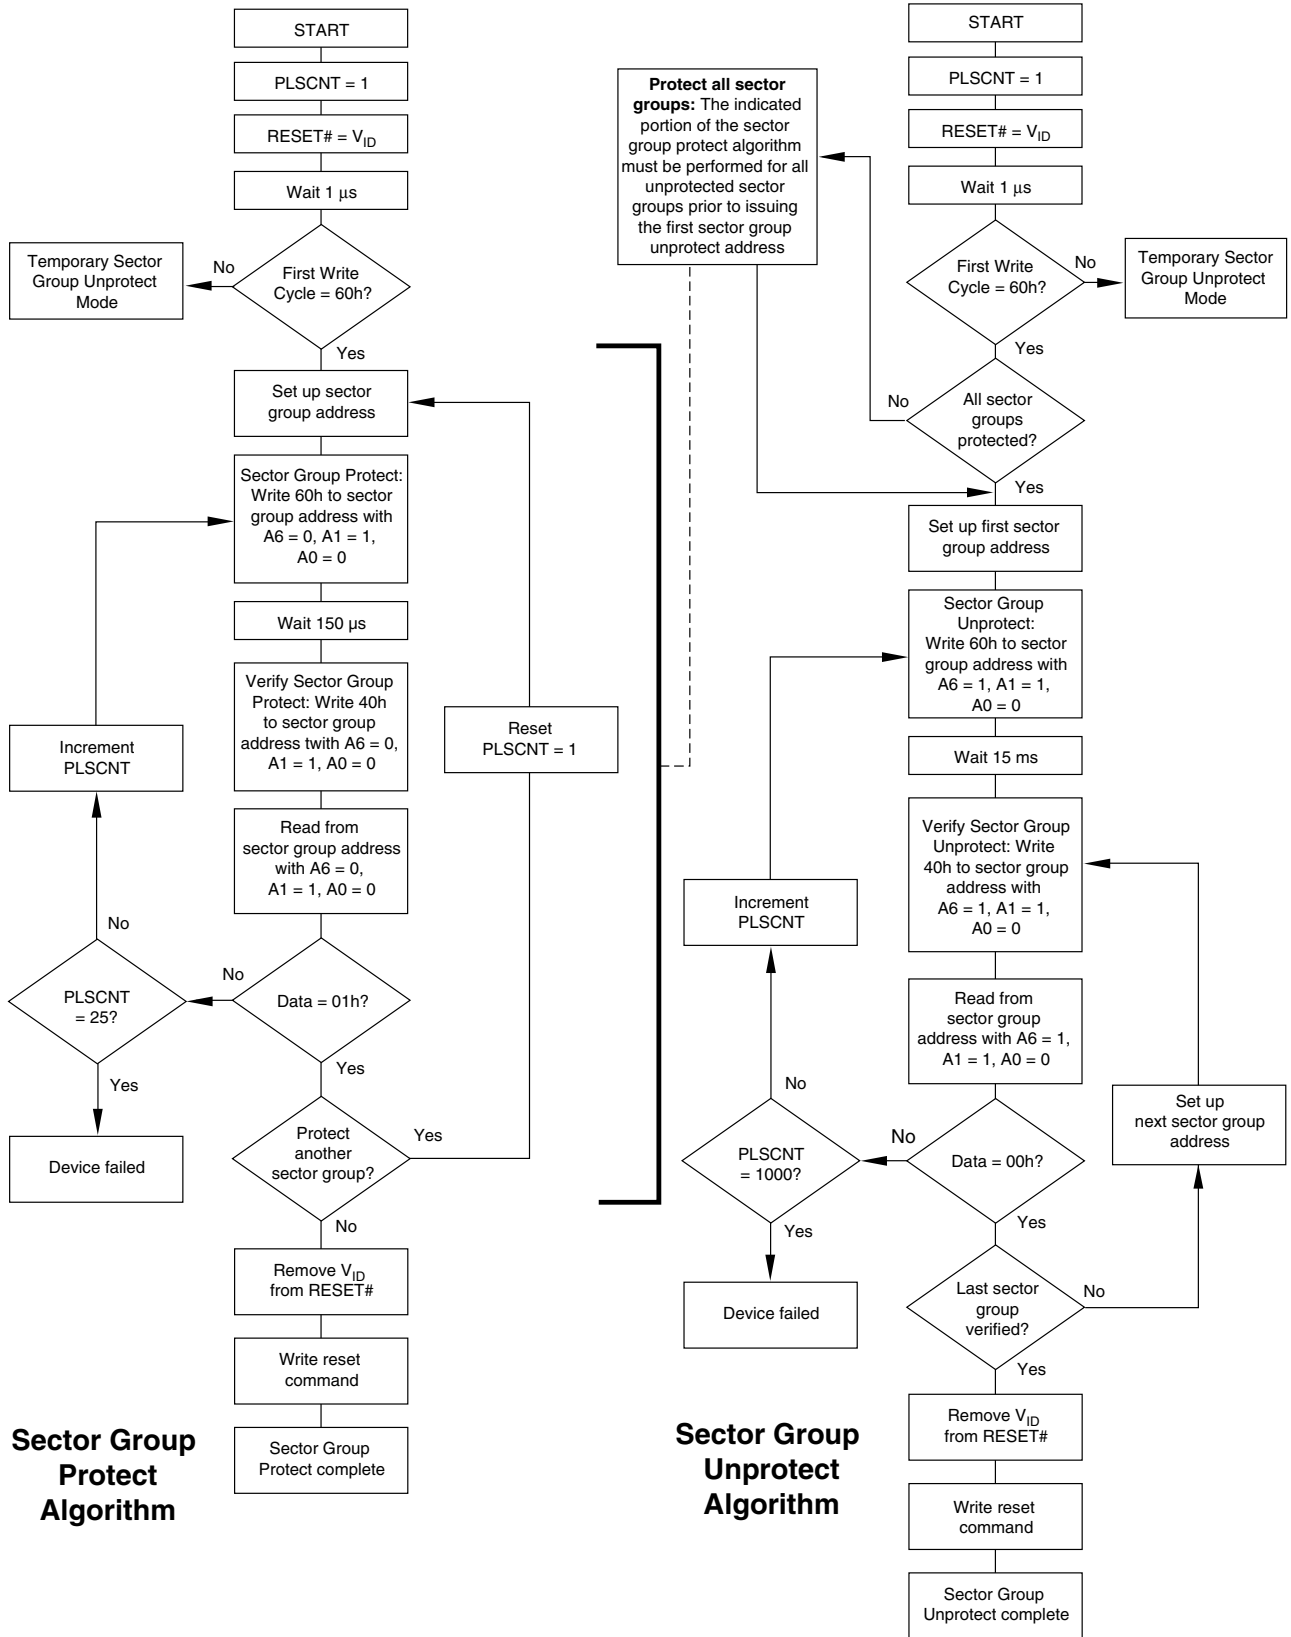 START
PLSCNT = 1
RESET# = VID
Wait 1 μs
First Write
Cycle = 60h?
No
Temporary Sector
Group Unprotect
Mode
Yes
Set up sector
group address
Sector Group Protect:
Write 60h to sector
group address with
A6 = 0, A1 = 1,
A0 = 0
Wait 150 µs
Verify Sector Group
Protect: Write 40h
to sector group
address twith A6 = 0,
A1 = 1, A0 = 0
Reset
PLSCNT = 1
Increment
PLSCNT
Read from
sector group address
with A6 = 0,
A1 = 1, A0 = 0
No
No
PLSCNT
= 25?
Data = 01h?
Yes
Yes
Device failed
Protect
another
sector group?
Yes
No
Remove VID
from RESET#
Write reset
command
Sector Group
Protect complete
Sector Group
Protect
Algorithm
Protect all sector
groups: The indicated
portion of the sector
group protect algorithm
must be performed for all
unprotected sector
groups prior to issuing
the first sector group
unprotect address
START
PLSCNT = 1
RESET# = VID
Wait 1 μs
First Write
Cycle = 60h?
No
Temporary Sector
Group Unprotect
Mode
Yes
No
All sector
groups
protected?
Yes
Set up first sector
group address
Sector Group
Unprotect:
Write 60h to sector
group address with
A6 = 1, A1 = 1,
A0 = 0
Wait 15 ms
Verify Sector Group
Unprotect: Write
40h to sector group
address with
A6 = 1, A1 = 1,
A0 = 0
Increment
PLSCNT
Read from
sector group
address with A6 = 1,
A1 = 1, A0 = 0
No
Set up
next sector group
address
No
PLSCNT
= 1000?
Data = 00h?
Yes
Yes
Device failed
Last sector
group
verified?
No
Yes
Remove VID
from RESET#
Write reset
command
Sector Group
Unprotect complete
Sector Group
Unprotect
Algorithm